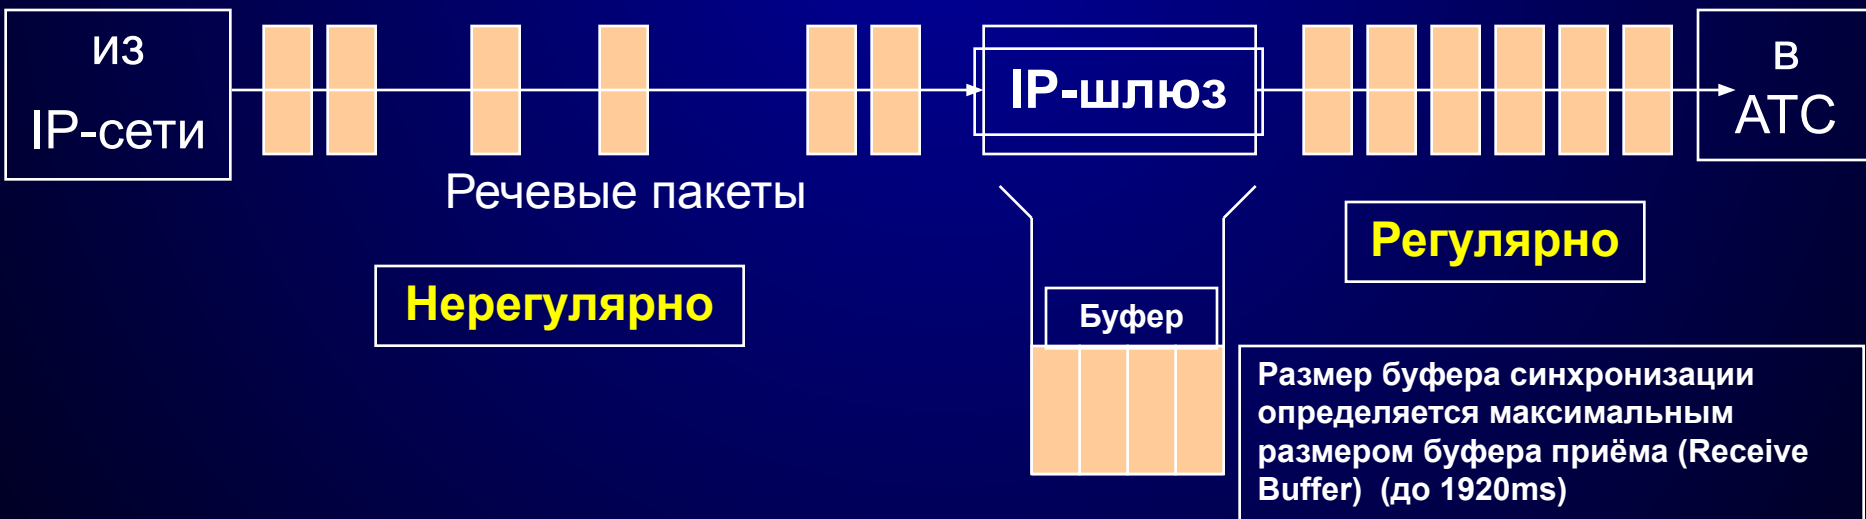 из
IP-сети
Речевые пакеты
Нерегулярно
IP-шлюз
Буфер
в
АТС
Регулярно
Размер буфера синхронизации
определяется максимальным
размером буфера приёма (Receive
Buffer) (до 1920ms)